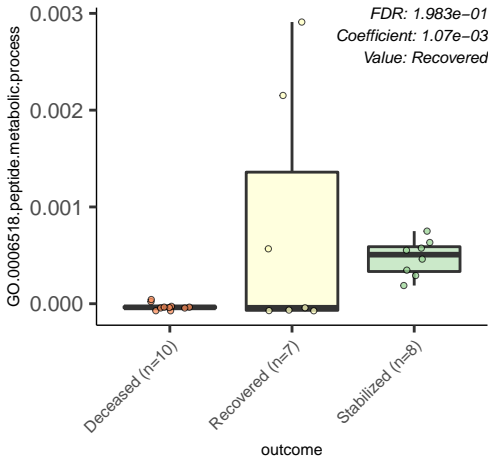 FDR: 1.983e−01
Coefficient: 1.07e−03
Value: Recovered
GO.0006518.peptide.metabolic.process
0.003
0.002
0.001
0.000
Deceased (n=10)
Recovered (n=7)
Stabilized (n=8)
outcome